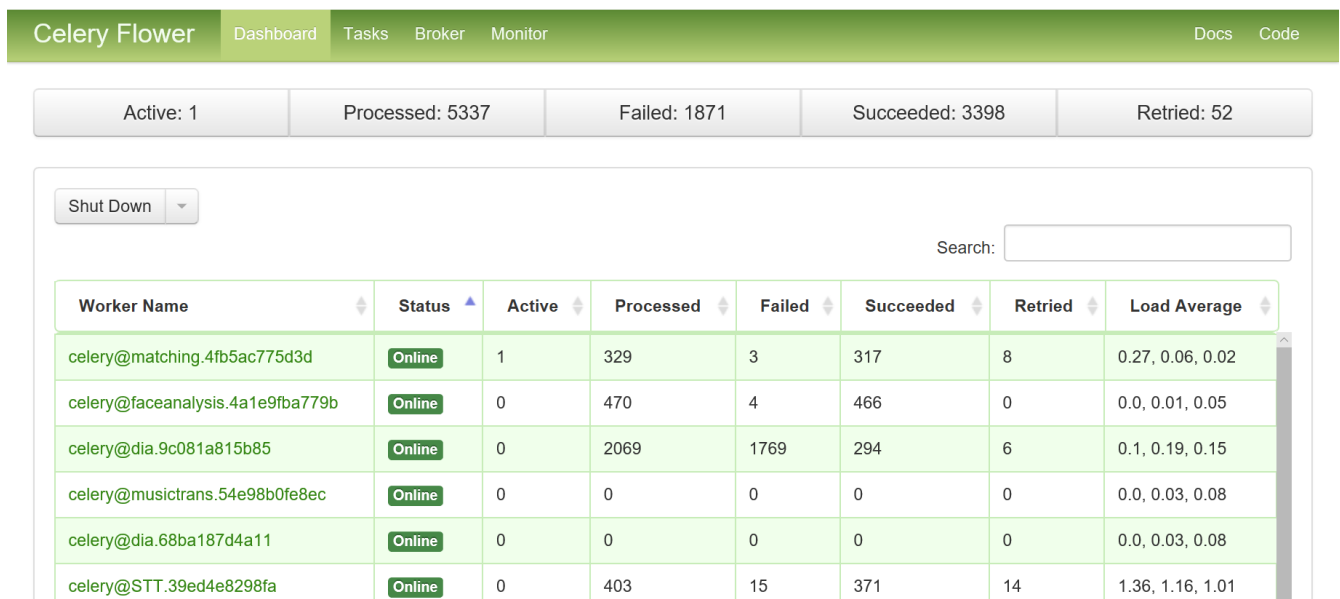 Celery Flower Dashboard Tasks Broker Monitor Docs Code
Active: 1 Processed: 5337 Failed: 1871 Succeeded: 3398 Retried: 52
Shut Down
Search:
Worker Name Status Active Processed Failed Succeeded Retried Load Average
celery@matching.4fb5ac775d3d Online 1 329 3 317 8 0.27, 0.06, 0.02
celery@faceanalysis.4a1e9fba779b Online 0 470 4 466 0 0.0, 0.01, 0.05
celery@dia.9c081a815b85 Online 0 2069 1769 294 6 0.1, 0.19, 0.15
celery@musictrans.54e98b0fe8ec Online 0 0 0 0 0 0.0, 0.03, 0.08
celery@dia.68ba187d4a11 Online 0 0 0 0 0 0.0, 0.03, 0.08
celery@STT.39ed4e8298fa Online 0 403 15 371 14 1.36, 1.16, 1.01